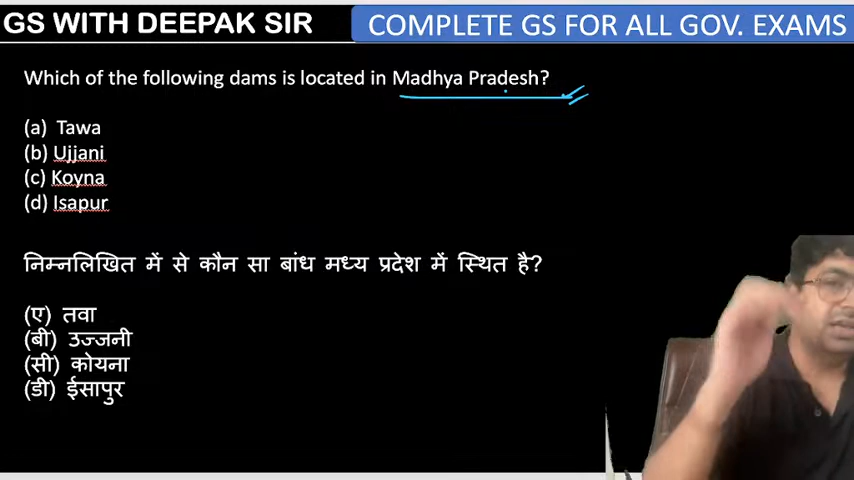 GS WITH DEEPAK SIR
COMPLETE GS FOR ALL GOV. EXAMS
Which of the following dams is located in Madhya Pradesh?
(a) Tawa
(b) Ujjani
(c) Koyna
(d) Isapur
निम्नलिखित में से कौन सा बांध मध्य प्रदेश में स्थित है?
(ए) तवा
(बी) उज्जनी
(सी) कोयना
(डी) ईसापुर